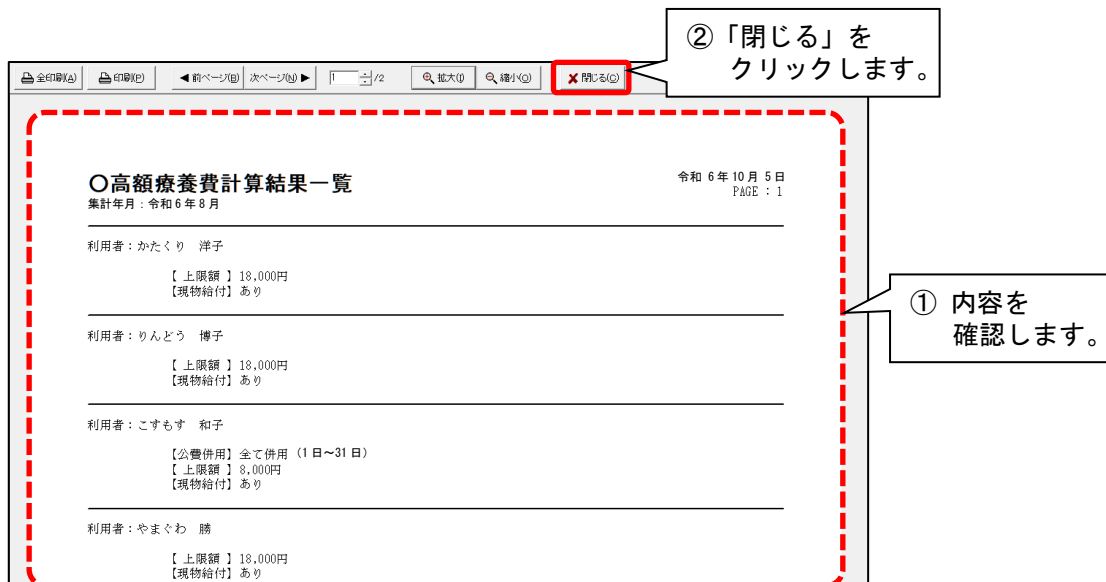 ②「閉じる」を
クリックします。
全印刷(A) 印刷(P) ◀前ページ(B) 次ページ(N)▶ 1 /2 拡大(I) 縮小(O) ✖閉じる(C)
〇高額療養費計算結果一覧
令和 6年10月 5日
集計年月：令和6年8月
PAGE : 1
利用者：かたくり 洋子
【 上限額 】18,000円
【現物給付】あり
① 内容を
確認します。
利用者：りんどう 博子
【 上限額 】18,000円
【現物給付】あり
利用者：こすもす 和子
【公費併用】全て併用（1日～31日）
【 上限額 】8,000円
【現物給付】あり
利用者：やまぐわ 勝
【 上限額 】18,000円
【現物給付】あり